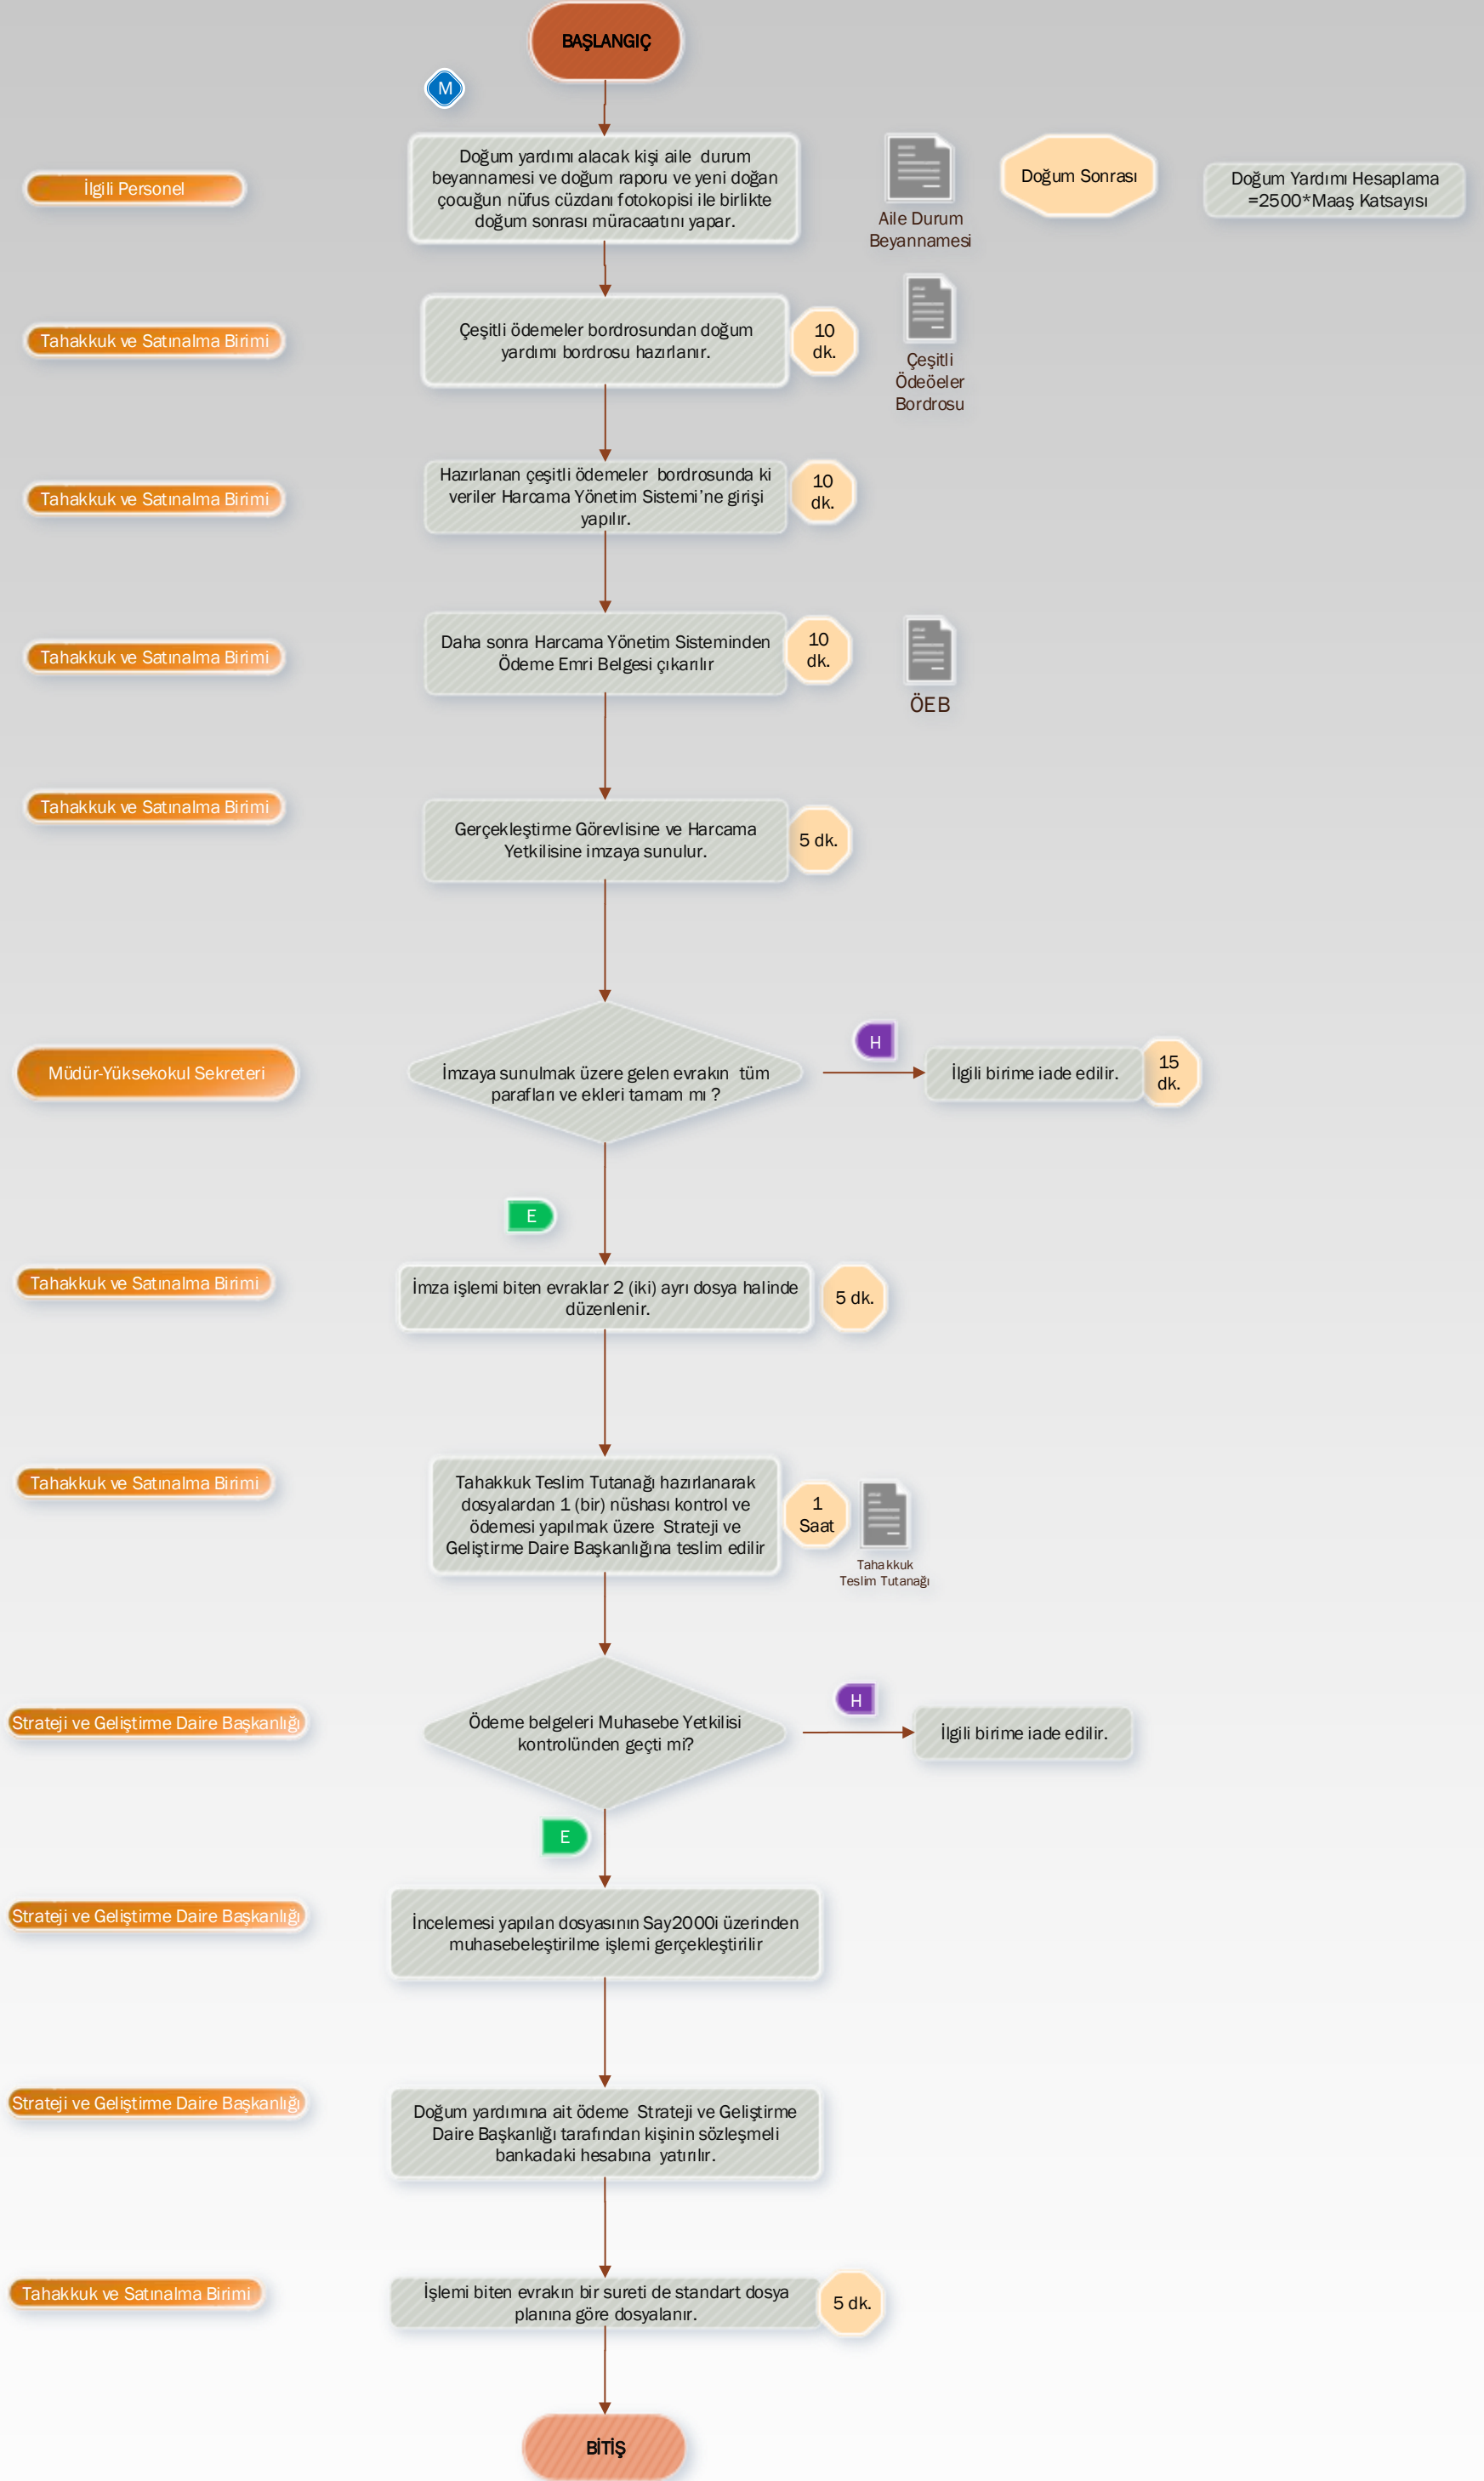 BAŞLANGIÇ
M
İlgili Personel
Doğum yardımı alacak kişi aile durum
beyannamesi ve doğum raporu ve yeni doğan
çocuğun nüfus cüzdanı fotokopisi ile birlikte
doğum sonrası müracaatını yapar.
Aile Durum
Beyannamesi
Doğum Sonrası
Doğum Yardımı Hesaplama
=2500*Maaş Katsayısı
Tahakkuk ve Satınalma Birimi
Çeşitli ödemeler bordrosundan doğum
yardımı bordrosu hazırlanır.
10
dk.
Çeşitli
Ödeöeler
Bordrosu
Tahakkuk ve Satınalma Birimi
Hazırlanan çeşitli ödemeler bordrosunda ki
veriler Harcama Yönetim Sistemi'ne girişi
yapılır.
10
dk.
Tahakkuk ve Satınalma Birimi
Daha sonra Harcama Yönetim Sisteminden
Ödeme Emri Belgesi çıkarılır
10
dk.
ÖEB
Tahakkuk ve Satınalma Birimi
Gerçekleştirme Görevlisine ve Harcama
Yetkilisine imzaya sunulur.
5 dk.
Müdür-Yüksekokul Sekreteri
İmzaya sunulmak üzere gelen evrakın tüm
parafları ve ekleri tamam mı ?
H
İlgili birime iade edilir.
15
dk.
E
Tahakkuk ve Satınalma Birimi
İmza işlemi biten evraklar 2 (iki) ayrı dosya halinde
düzenlenir.
5 dk.
Tahakkuk ve Satınalma Birimi
Tahakkuk Teslim Tutanağı hazırlanarak
dosyalardan 1 (bir) nüshası kontrol ve
ödemesi yapılmak üzere Strateji ve
Geliştirme Daire Başkanlığına teslim edilir
1
Saat
Tahakkuk
Teslim Tutanağı
Strateji ve Geliştirme Daire Başkanlığı
Ödeme belgeleri Muhasebe Yetkilisi
kontrolünden geçti mi?
H
İlgili birime iade edilir.
E
Strateji ve Geliştirme Daire Başkanlığı
İncelemesi yapılan dosyasının Say2000i üzerinden
muhasebeleştirilme işlemi gerçekleştirilir
Strateji ve Geliştirme Daire Başkanlığı
Doğum yardımına ait ödeme Strateji ve Geliştirme
Daire Başkanlığı tarafından kişinin sözleşmeli
bankadaki hesabına yatırılır.
Tahakkuk ve Satınalma Birimi
İşlemi biten evrakın bir sureti de standart dosya
planına göre dosyalanır.
5 dk.
BİTİŞ